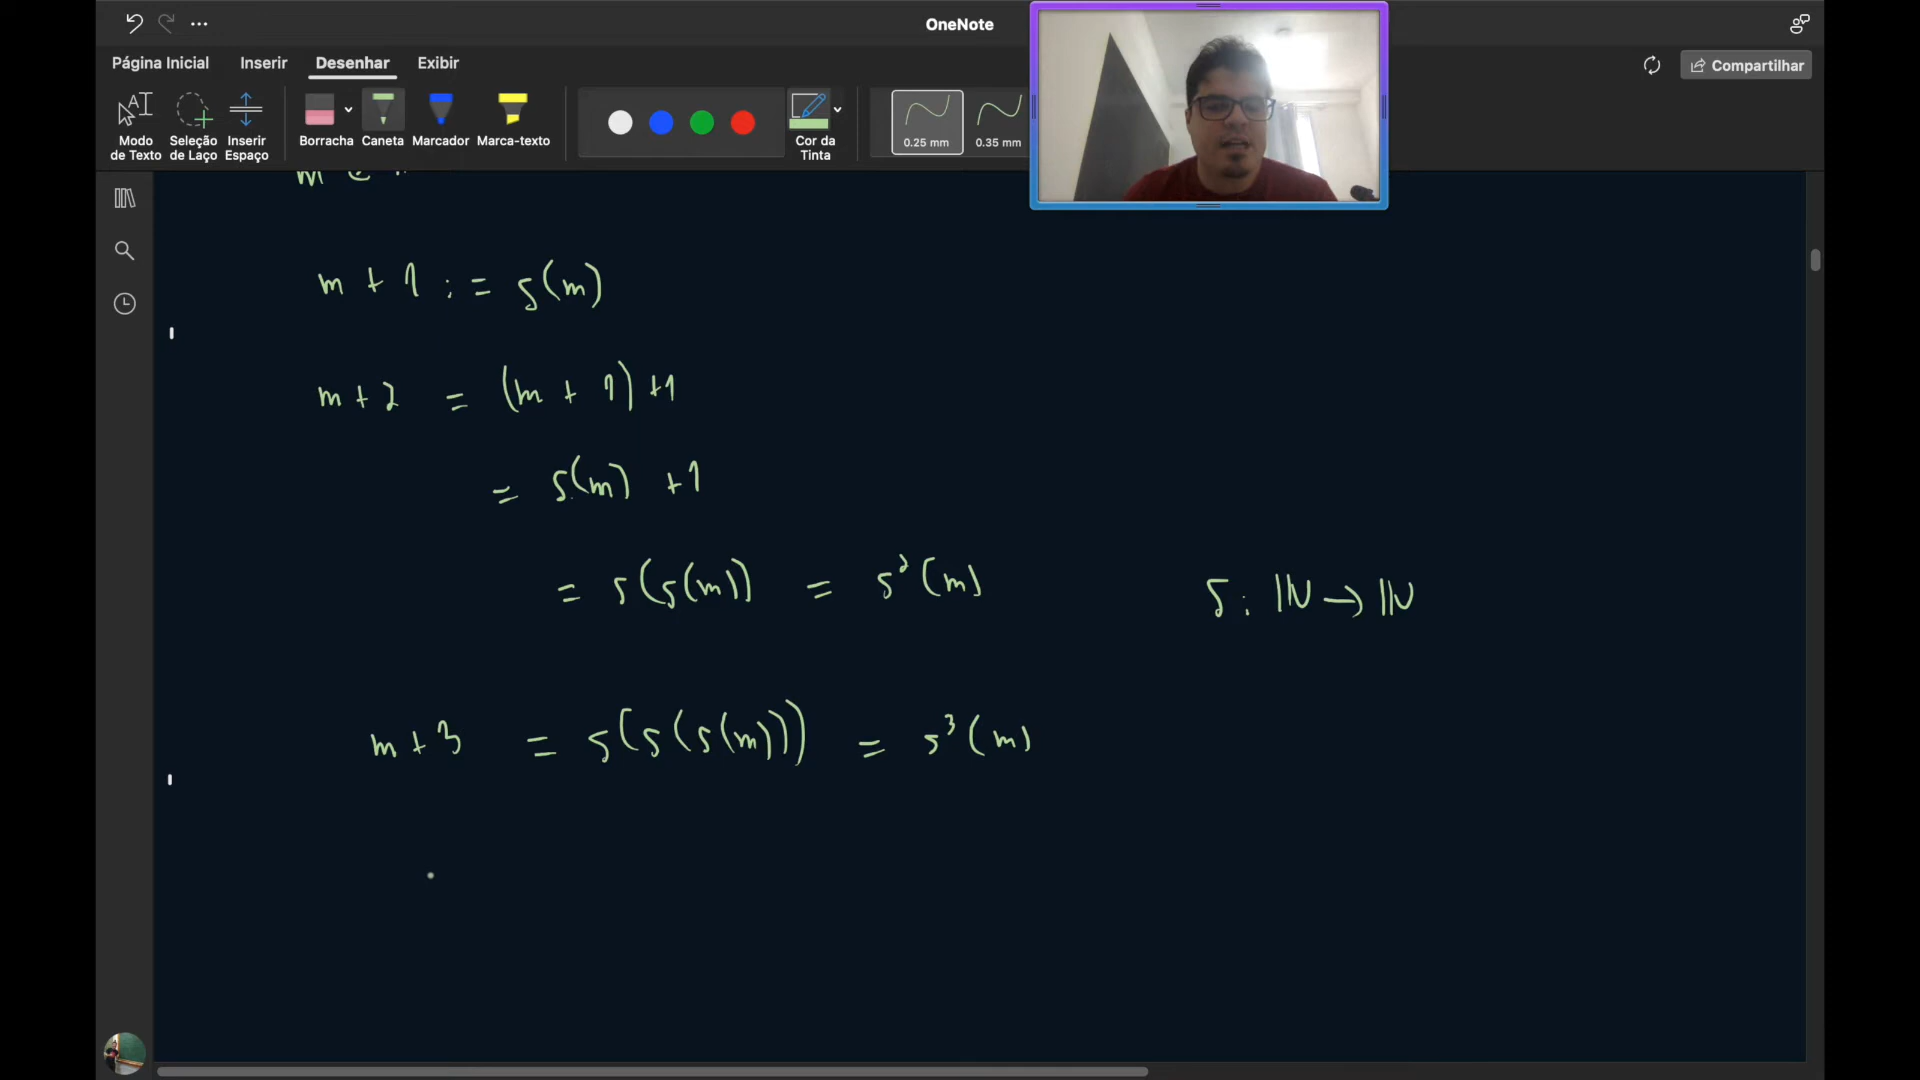 OneNote
Compartilhar
Página Inicial Inserir Desenhar Exibir
Modo de Texto
Seleção de Laço
Inserir Espaço
Borracha
Caneta
Marcador
Marca-texto
Cor da Tinta
0.25 mm
0.35 mm
m + 1 := s(m)
m + 2 = (m + 1) + 1
= s(m) + 1
= s(s(m)) = s²(m)
s : ℕ → ℕ
m + 3 = s(s(s(m))) = s³(m)